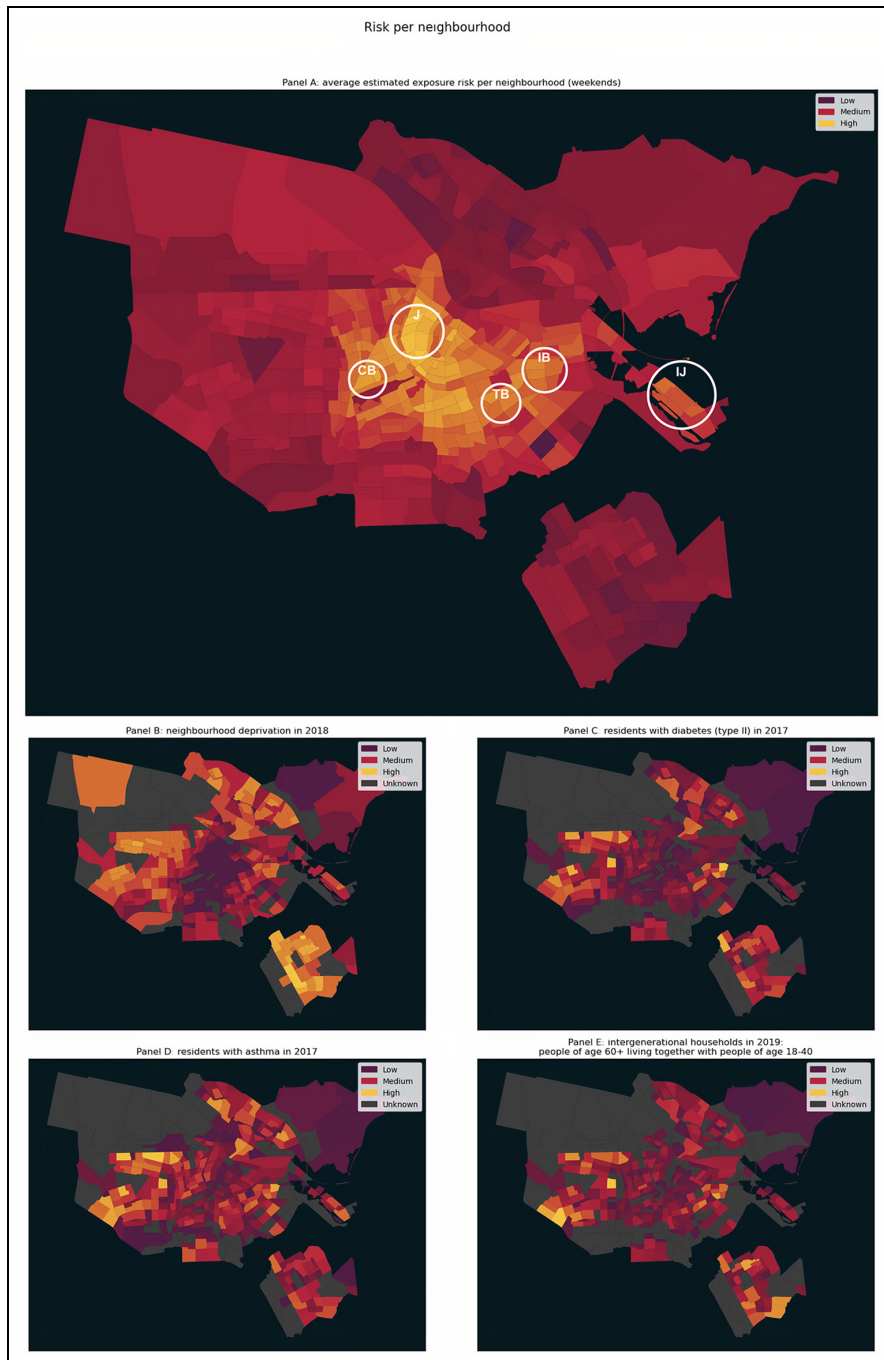 Risk per neighbourhood
Panel A: average estimated exposure risk per neighbourhood (weekends)
Low
Medium
High
J
CB
IB
TB
IJ
Panel B: neighbourhood deprivation in 2018
Low
Medium
High
Unknown
Panel C: residents with diabetes (type II) in 2017
Low
Medium
High
Unknown
Panel D: residents with asthma in 2017
Low
Medium
High
Unknown
Panel E: intergenerational households in 2019:
people of age 60+ living together with people of age 18-40
Low
Medium
High
Unknown